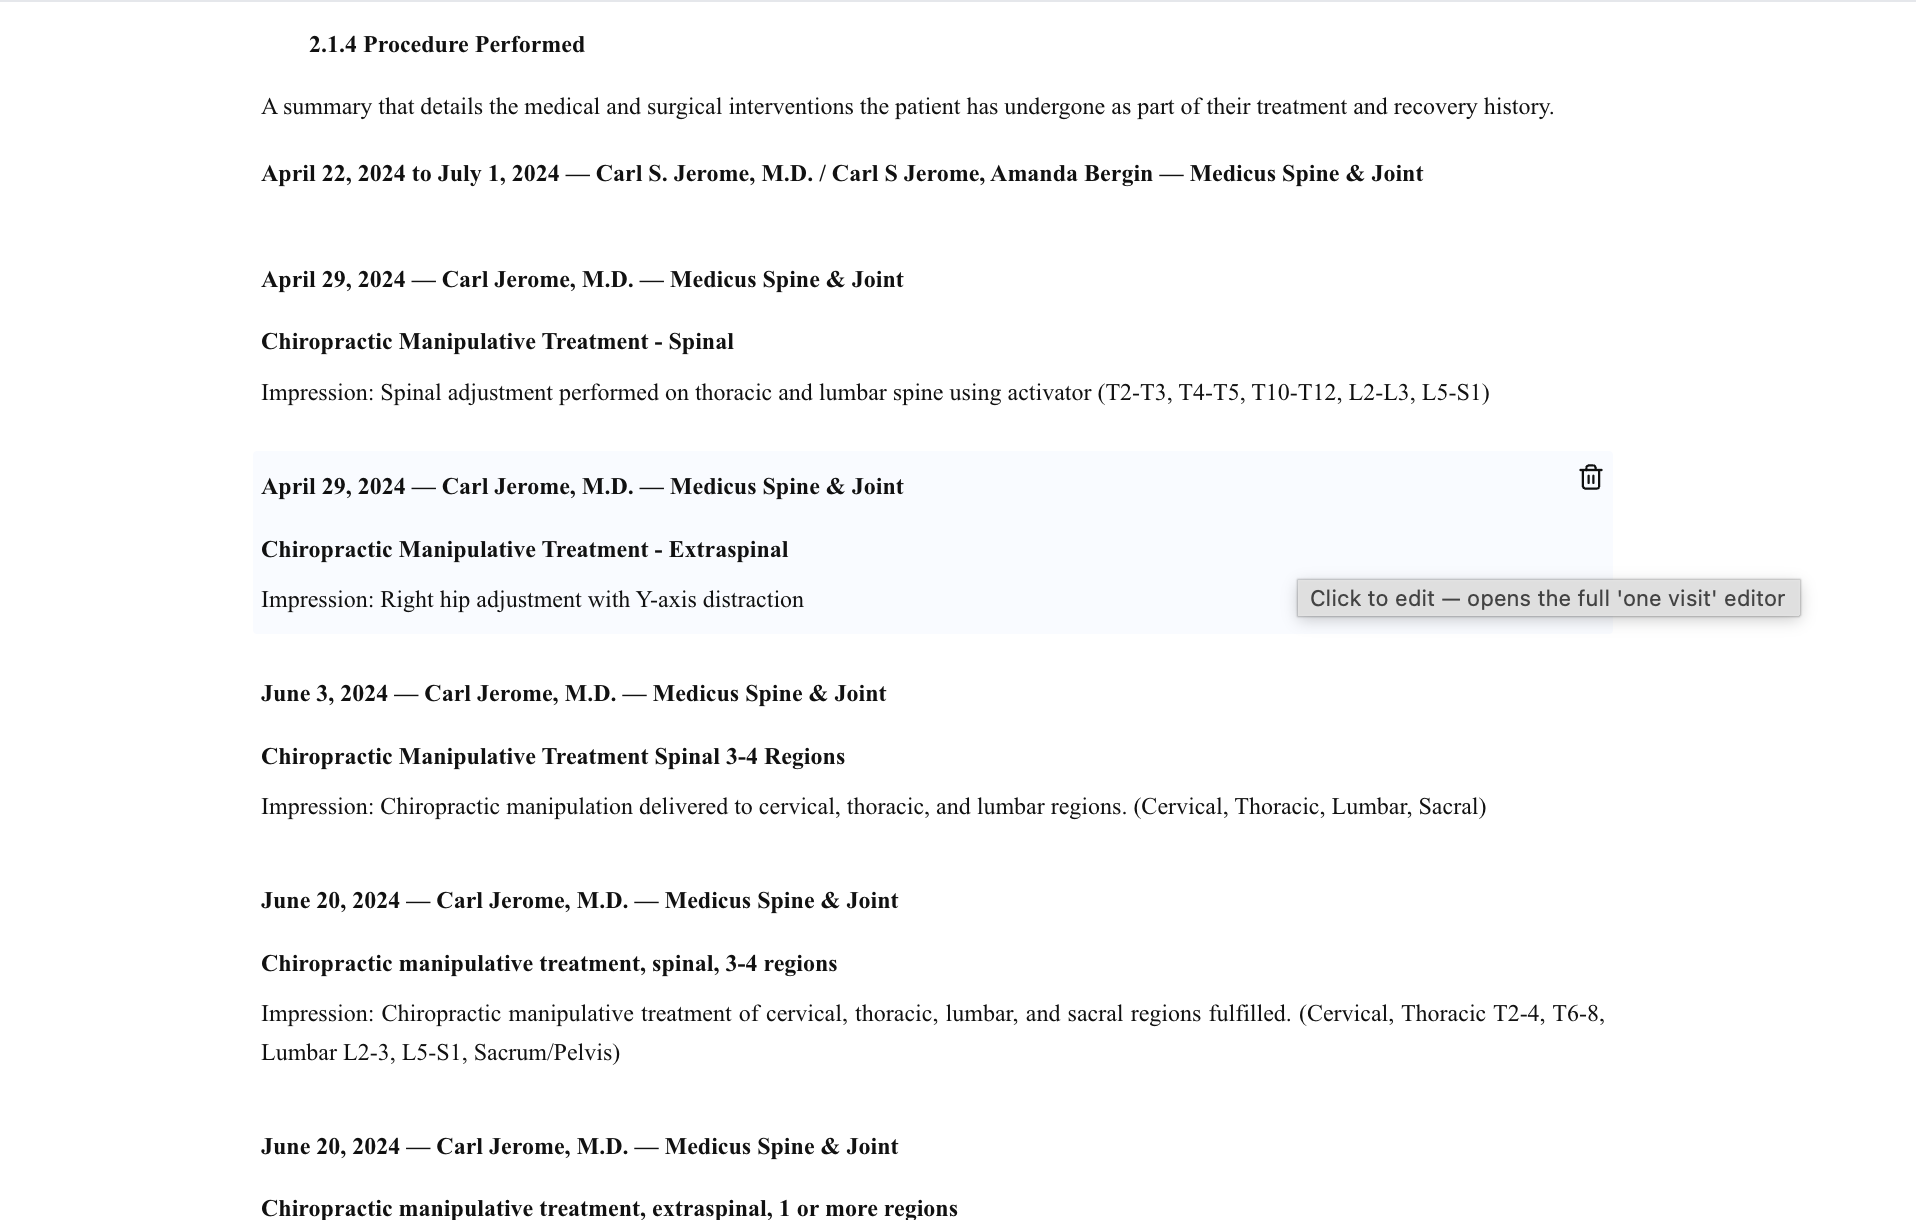 2.1.4 Procedure Performed
A summary that details the medical and surgical interventions the patient has undergone as part of their treatment and recovery history.
April 22, 2024 to July 1, 2024 — Carl S. Jerome, M.D. / Carl S Jerome, Amanda Bergin — Medicus Spine & Joint
April 29, 2024 — Carl Jerome, M.D. — Medicus Spine & Joint
Chiropractic Manipulative Treatment - Spinal
Impression: Spinal adjustment performed on thoracic and lumbar spine using activator (T2-T3, T4-T5, T10-T12, L2-L3, L5-S1)
April 29, 2024 — Carl Jerome, M.D. — Medicus Spine & Joint
Chiropractic Manipulative Treatment - Extraspinal
Impression: Right hip adjustment with Y-axis distraction
Click to edit — opens the full 'one visit' editor
June 3, 2024 — Carl Jerome, M.D. — Medicus Spine & Joint
Chiropractic Manipulative Treatment Spinal 3-4 Regions
Impression: Chiropractic manipulation delivered to cervical, thoracic, and lumbar regions. (Cervical, Thoracic, Lumbar, Sacral)
June 20, 2024 — Carl Jerome, M.D. — Medicus Spine & Joint
Chiropractic manipulative treatment, spinal, 3-4 regions
Impression: Chiropractic manipulative treatment of cervical, thoracic, lumbar, and sacral regions fulfilled. (Cervical, Thoracic T2-4, T6-8,
Lumbar L2-3, L5-S1, Sacrum/Pelvis)
June 20, 2024 — Carl Jerome, M.D. — Medicus Spine & Joint
Chiropractic manipulative treatment, extraspinal, 1 or more regions